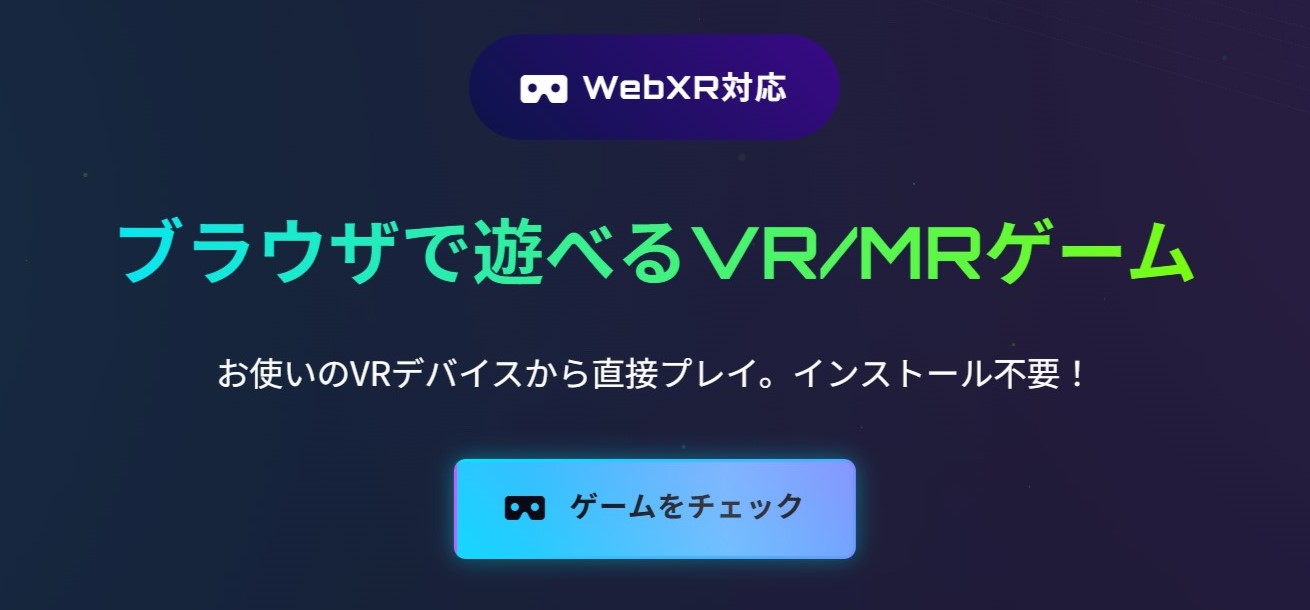 WebXR対応
ブラウザで遊べるVR/MRゲーム
お使いのVRデバイスから直接プレイ。インストール不要！
ゲームをチェック